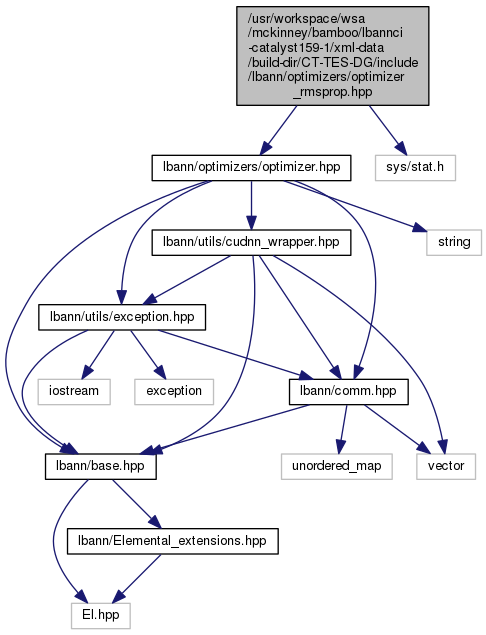 /usr/workspace/wsa
/mckinney/bamboo/lbannci
-catalyst159-1/xml-data
/build-dir/CT-TES-DG/include
/lbann/optimizers/optimizer
_rmsprop.hpp
lbann/optimizers/optimizer.hpp
sys/stat.h
lbann/utils/cudnn_wrapper.hpp
string
lbann/utils/exception.hpp
iostream
exception
lbann/comm.hpp
lbann/base.hpp
unordered_map
vector
lbann/Elemental_extensions.hpp
El.hpp